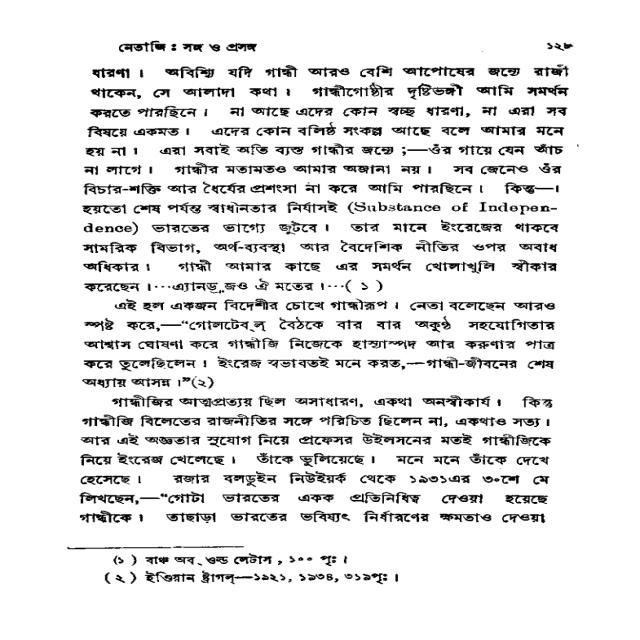 নেতাজি : সঙ্গ ও প্রসঙ্গ ১২৮
ধারণা। অবিশ্যি যদি গান্ধী আরও বেশি আপোষের জন্যে রাজী
থাকেন, সে আলাদা কথা। গান্ধীগোষ্ঠীর দৃষ্টিভঙ্গী আমি সমর্থন
করতে পারছিনে। না আছে এদের কোন স্বচ্ছ ধারণা, না এরা সব
বিষয়ে একমত। এদের কোন বলিষ্ঠ সংকল্প আছে বলে আমার মনে
হয় না। এরা সবাই অতি ব্যস্ত গান্ধীর জন্যে ;—ওঁর গায়ে যেন আঁচ
না লাগে। গান্ধীর মতামতও আমার অজানা নয়। সব জেনেও ওঁর
বিচার-শক্তি আর ধৈর্যের প্রশংসা না করে আমি পারছিনে। কিন্তু—।
হয়তো শেষ পর্যন্ত স্বাধীনতার নির্যাসই (Substance of Indepen-
dence) ভারতের ভাগ্যে জুটবে। তার মানে ইংরেজের থাকবে
সামরিক বিভাগ, অর্থ-ব্যবস্থা আর বৈদেশিক নীতির ওপর অবাধ
অধিকার। গান্ধী আমার কাছে এর সমর্থন খোলাখুলি স্বীকার
করেছেন।···এ্যানড্রুজও ঐ মতের।···( ১ )
এই হল একজন বিদেশীর চোখে গান্ধীরূপ। নেতা বলেছেন আরও
স্পষ্ট করে,—“গোলটেব্‌ল্‌ বৈঠকে বার বার অকুণ্ঠ সহযোগিতার
আশ্বাস ঘোষণা করে গান্ধীজি নিজেকে হাস্যাস্পদ আর করুণার পাত্র
করে তুলেছিলেন। ইংরেজ স্বভাবতই মনে করত,—গান্ধী-জীবনের শেষ
অধ্যায় আসন্ন।”(২)
গান্ধীজির আত্মপ্রত্যয় ছিল অসাধারণ, একথা অনস্বীকার্য। কিন্তু
গান্ধীজি বিলেতের রাজনীতির সঙ্গে পরিচিত ছিলেন না, একথাও সত্য।
আর এই অজ্ঞতার সুযোগ নিয়ে প্রফেসর উইলসনের মতই গান্ধীজিকে
নিয়ে ইংরেজ খেলেছে। তাঁকে ভুলিয়েছে। মনে মনে তাঁকে দেখে
হেসেছে। রজার বলডুইন নিউইয়র্ক থেকে ১৯৩১এর ৩০শে মে
লিখছেন,—“গোটা ভারতের একক প্রতিনিধিত্ব দেওয়া হয়েছে
গান্ধীকে। তাছাড়া ভারতের ভবিষ্যৎ নির্ধারণের ক্ষমতাও দেওয়া
(১ ) বাঞ্চ অব্ ওল্ড লেটাস, ১০০ পৃঃ।
( ২ ) ইণ্ডিয়ান ষ্ট্রাগল্—১৯২১, ১৯৩৪, ৩১৯পৃঃ।